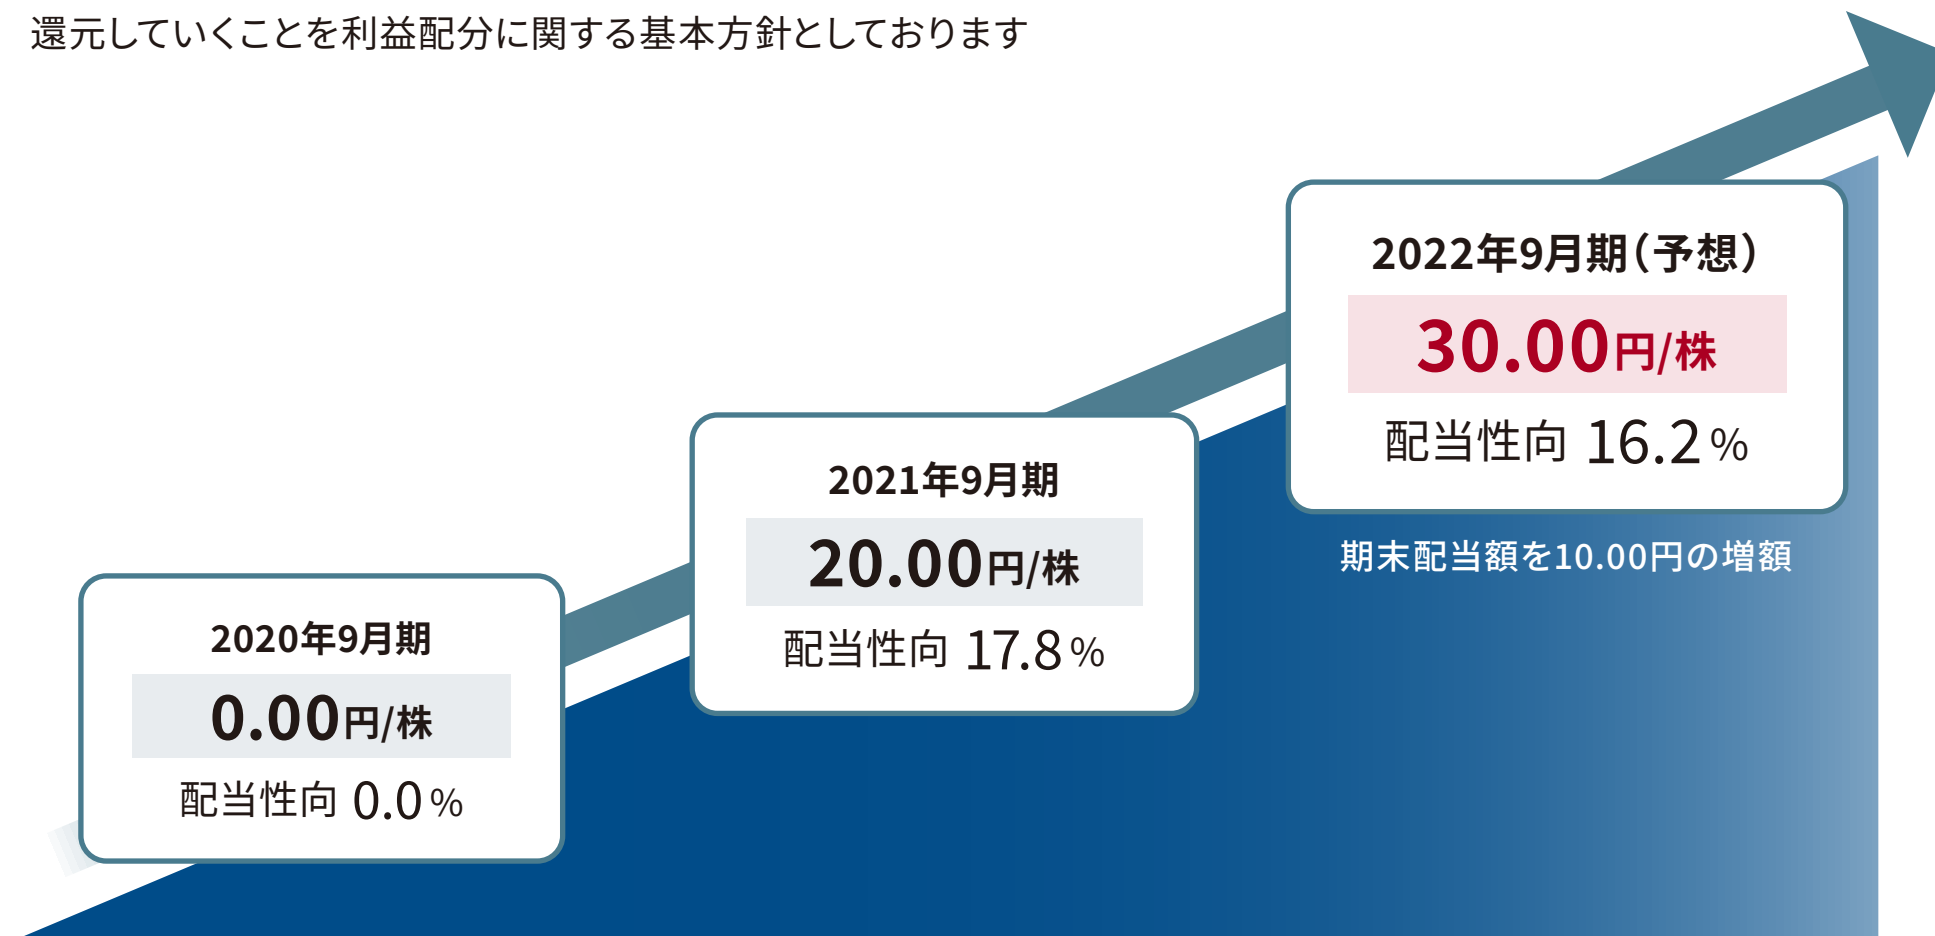 還元していくことを利益配分に関する基本方針としております
2022年9月期（予想）
30.00円/株
配当性向 16.2%
期末配当額を10.00円の増額
2021年9月期
20.00円/株
配当性向 17.8%
2020年9月期
0.00円/株
配当性向 0.0%